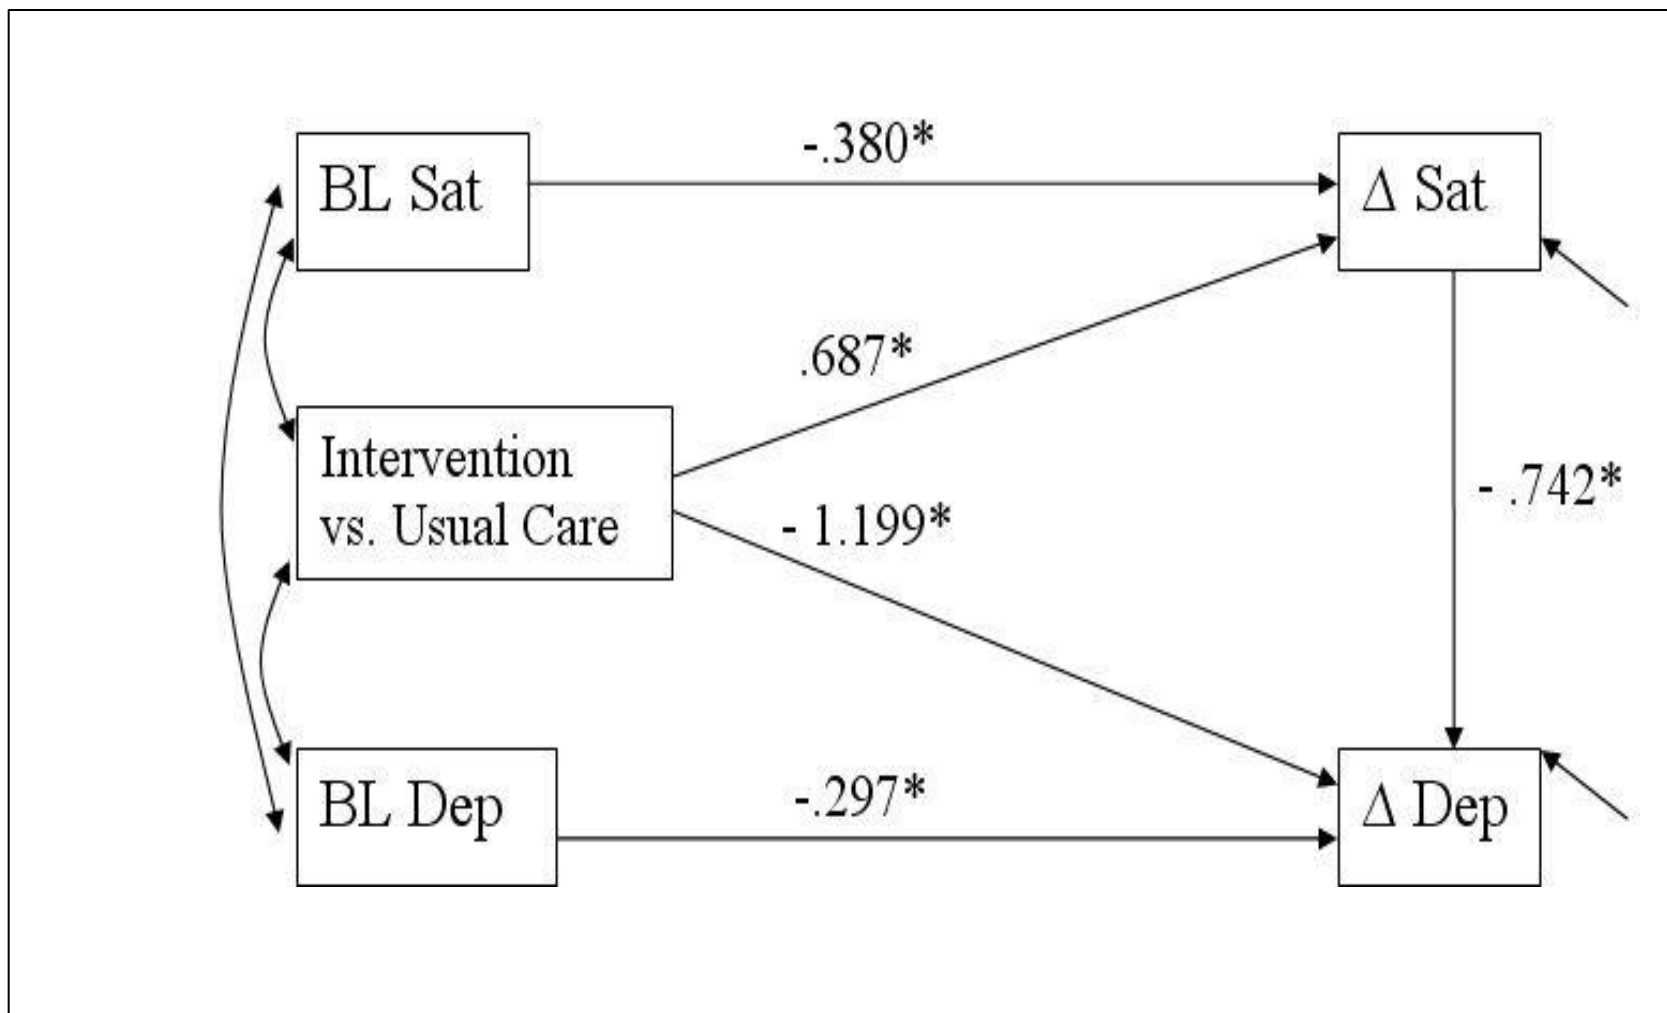 -.380*
BL Sat
Δ Sat
.687*
Intervention
vs. Usual Care
- 1.199*
- .742*
BL Dep
-.297*
Δ Dep